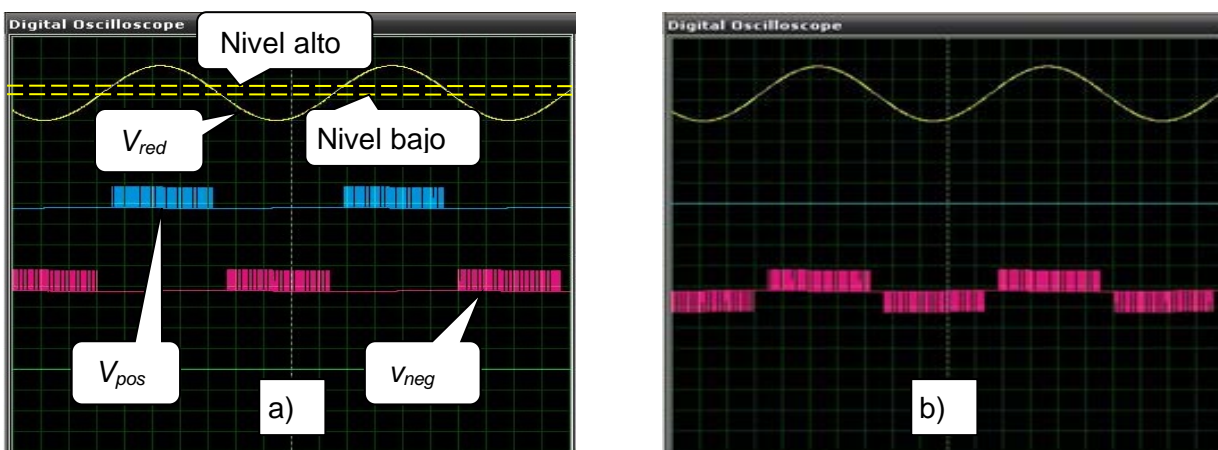 Digital Oscilloscope
Nivel alto
Vred
Nivel bajo
Vpos
vneg
a)
Digital Oscilloscope
b)